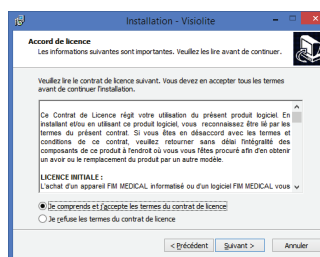 Installation - Visiolite
Accord de licence
Les informations suivantes sont importantes. Veuillez les lire avant de continuer.
Veuillez lire le contrat de licence suivant. Vous devez en accepter tous les termes
avant de continuer l'installation.
Ce Contrat de Licence régit votre utilisation du présent produit logiciel. En
installant et/ou en utilisant ce produit logiciel, vous reconnaissez être lié par les
termes du présent contrat. Si vous êtes en désaccord avec les termes et
conditions de ce contrat, veuillez retourner sans délai l'intégralité des
composants de ce produit à l'endroit où vous vous l'êtes procuré afin d'en obtenir
un avoir ou le remplacement du produit par un autre modèle.
LICENCE INITIALE :
L'achat d'un appareil FIM MEDICAL informatisé ou d'un logiciel FIM MEDICAL vous
Je comprends et j'accepte les termes du contrat de licence
Je refuse les termes du contrat de licence
< Précédent Suivant > Annuler